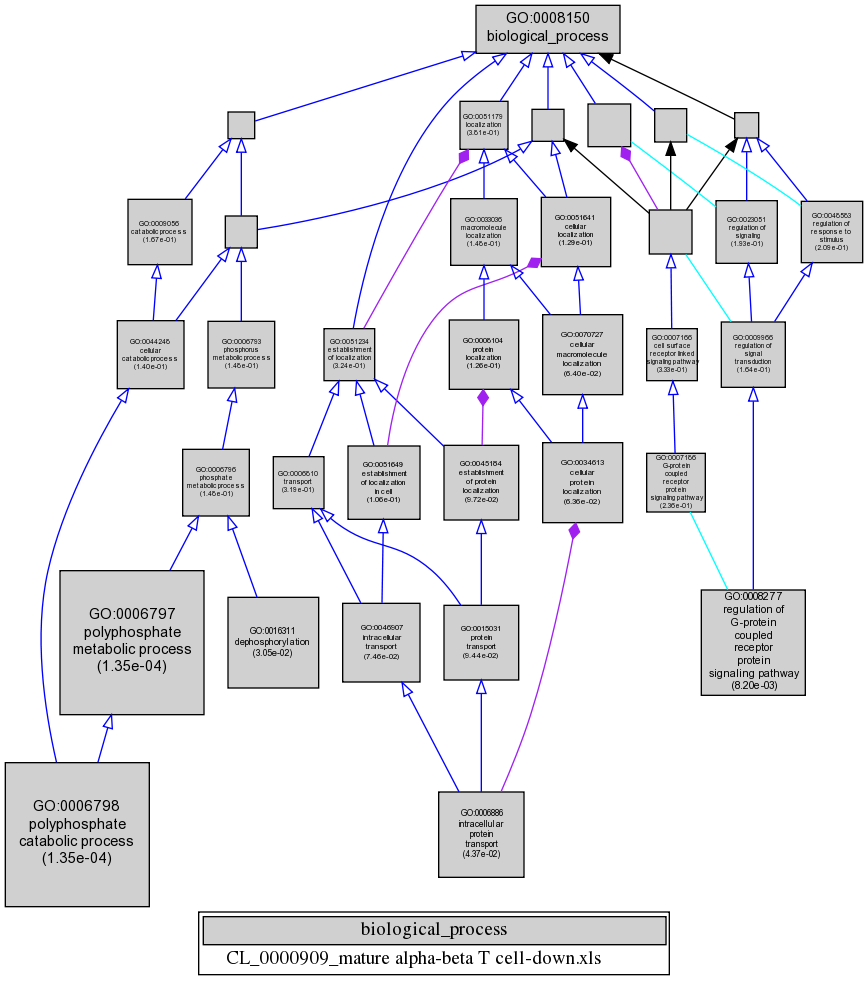 GO:0008150
biological_process
GO:0051179
localization
(3.61e-01)
GO:0009056
catabolic process
(1.67e-01)
GO:0033036
macromolecule
localization
(1.46e-01)
GO:0051641
cellular
localization
(1.29e-01)
GO:0023051
regulation of
signaling
(1.93e-01)
GO:0048583
regulation of
response to
stimulus
(2.09e-01)
GO:0044248
cellular
catabolic process
(1.40e-01)
GO:0006793
phosphorus
metabolic process
(1.48e-01)
GO:0051234
establishment
of localization
(3.24e-01)
GO:0008104
protein
localization
(1.26e-01)
GO:0070727
cellular
macromolecule
localization
(6.40e-02)
GO:0007166
cell surface
receptor linked
signaling pathway
(3.33e-01)
GO:0009966
regulation of
signal
transduction
(1.64e-01)
GO:0006796
phosphate
metabolic process
(1.48e-01)
GO:0006810
transport
(3.19e-01)
GO:0051649
establishment
of localization
in cell
(1.06e-01)
GO:0045184
establishment
of protein
localization
(9.72e-02)
GO:0034613
cellular
protein
localization
(6.36e-02)
GO:0007186
G-protein
coupled
receptor
protein
signaling pathway
(2.36e-01)
GO:0006797
polyphosphate
metabolic process
(1.35e-04)
GO:0016311
dephosphorylation
(3.05e-02)
GO:0046907
intracellular
transport
(7.46e-02)
GO:0015031
protein
transport
(9.44e-02)
GO:0008277
regulation of
G-protein
coupled
receptor
protein
signaling pathway
(8.20e-03)
GO:0006798
polyphosphate
catabolic process
(1.35e-04)
GO:0006886
intracellular
protein
transport
(4.37e-02)
biological_process
CL_0000909_mature alpha-beta T cell-down.xls